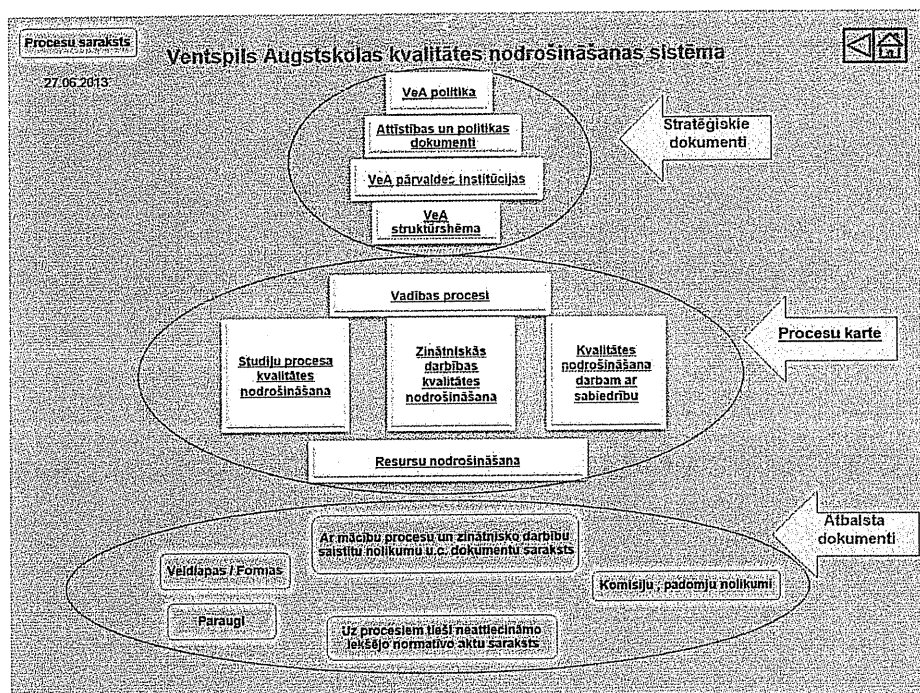 Procesu saraksts
Ventspils Augstskolas kvalitātes nodrošināšanas sistēma
27.06.2013
VeA politika
Attīstības un politikas
dokumenti
VeA pārvaldes institūcijas
VeA
struktūrshēma
Stratēģiskie
dokumenti
Vadības procesi
Studiju procesa
kvalitātes
nodrošināšana
Zinātniskās
darbības
kvalitātes
nodrošināšana
Kvalitātes
nodrošināšana
darbam ar
sabiedrību
Procesu karte
Resursu nodrošināšana
Atbalsta
dokumenti
Ar mācību procesu un zinātnisko darbību
saistītu nolikumu u.c. dokumentu saraksts
Veidlapas / Formas
Komisiju , padomju nolikumi
Paraugi
Uz procesiem tieši neattiecināmo
iekšējo normatīvo aktu saraksts